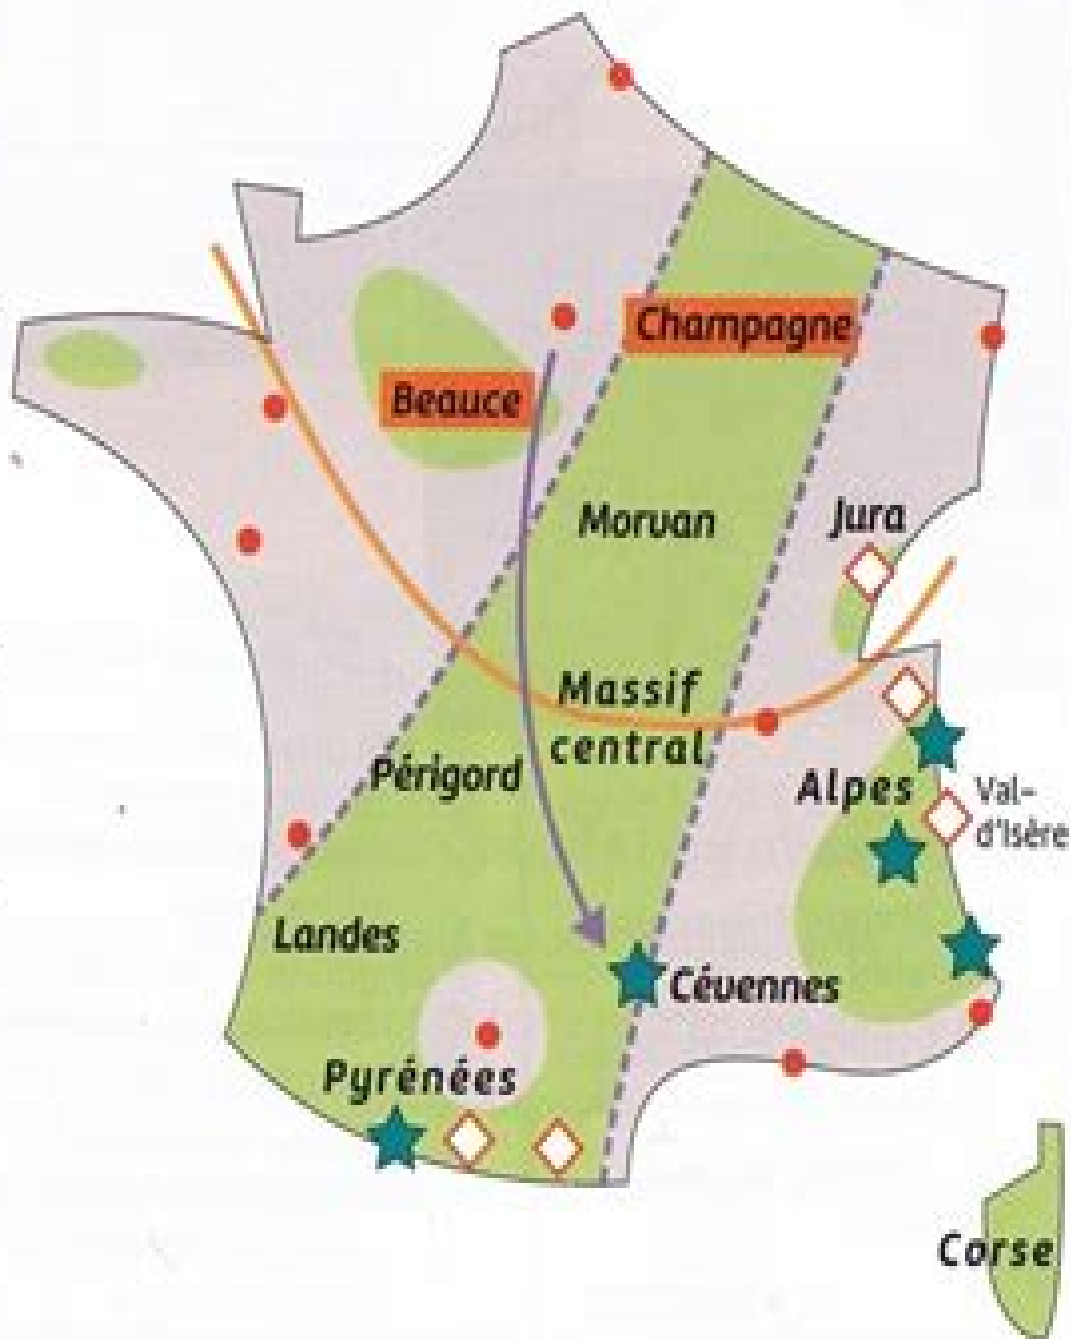 Champagne
Beauce
Morvan
Jura
Massif
central
Périgord
Alpes
Val-
d'Isère
Landes
Cévennes
Pyrénées
Corse